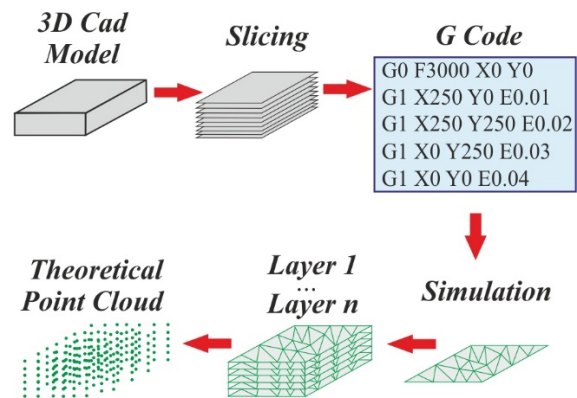 3D Cad
Model
Slicing
G Code
G0 F3000 X0 Y0
G1 X250 Y0 E0.01
G1 X250 Y250 E0.02
G1 X0 Y250 E0.03
G1 X0 Y0 E0.04
Simulation
Layer 1
...
Layer n
Theoretical
Point Cloud